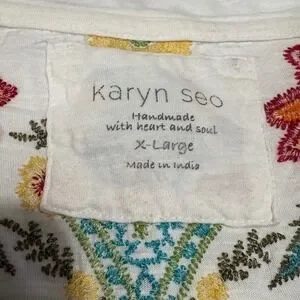 karyn seo
Handmade
with heart and soul
X-Large
Made in India